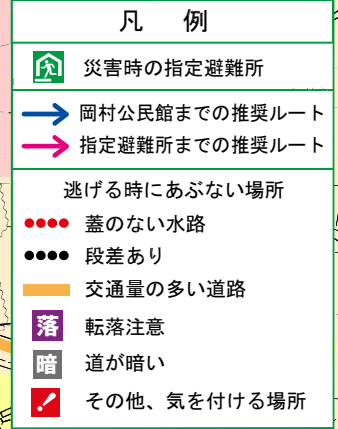 凡 例
災害時の指定避難所
岡村公民館までの推奨ルート
指定避難所までの推奨ルート
逃げる時にあぶない場所
蓋のない水路
段差あり
交通量の多い道路
落 転落注意
暗 道が暗い
! その他、気を付ける場所